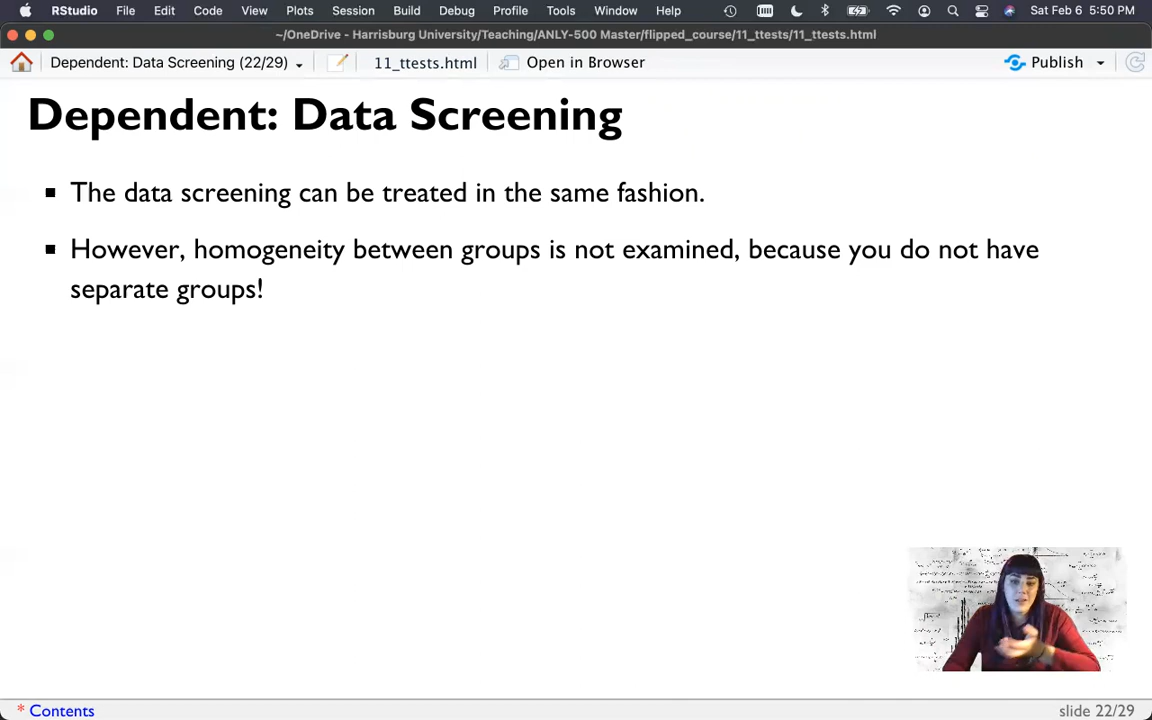 RStudio File Edit Code View Plots Session Build Debug Profile Tools Window Help Sat Feb 6 5:50 PM
~/OneDrive - Harrisburg University/Teaching/ANLY-500 Master/flipped_course/11_ttests/11_ttests.html
Dependent: Data Screening (22/29) 11_ttests.html Open in Browser Publish
Dependent: Data Screening
The data screening can be treated in the same fashion.
However, homogeneity between groups is not examined, because you do not have
separate groups!
* Contents slide 22/29